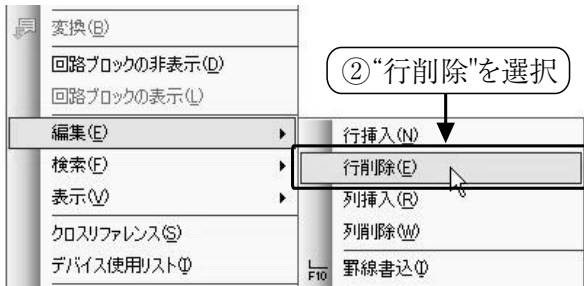 変換(B)
回路ブロックの非表示(D)
回路ブロックの表示(L)
②“行削除"を選択
編集(E)
検索(F)
表示(V)
クロスリファレンス(S)
デバイス使用リスト(I)
行挿入(N)
行削除(E)
列挿入(R)
列削除(W)
F10 罫線書込(I)